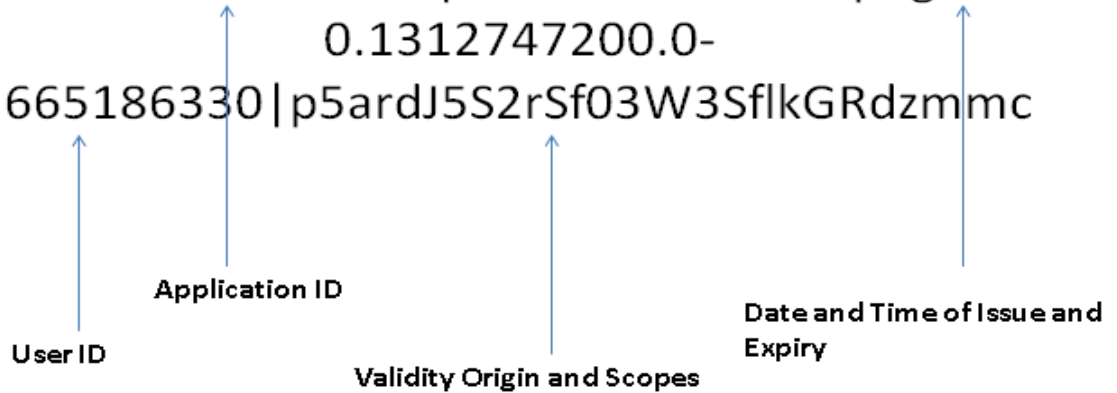 0.1312747200.0-
665186330|p5ardJ5S2rSf03W3SflkGRdzmmc
Application ID
Date and Time of Issue and
Expiry
User ID
Validity Origin and Scopes